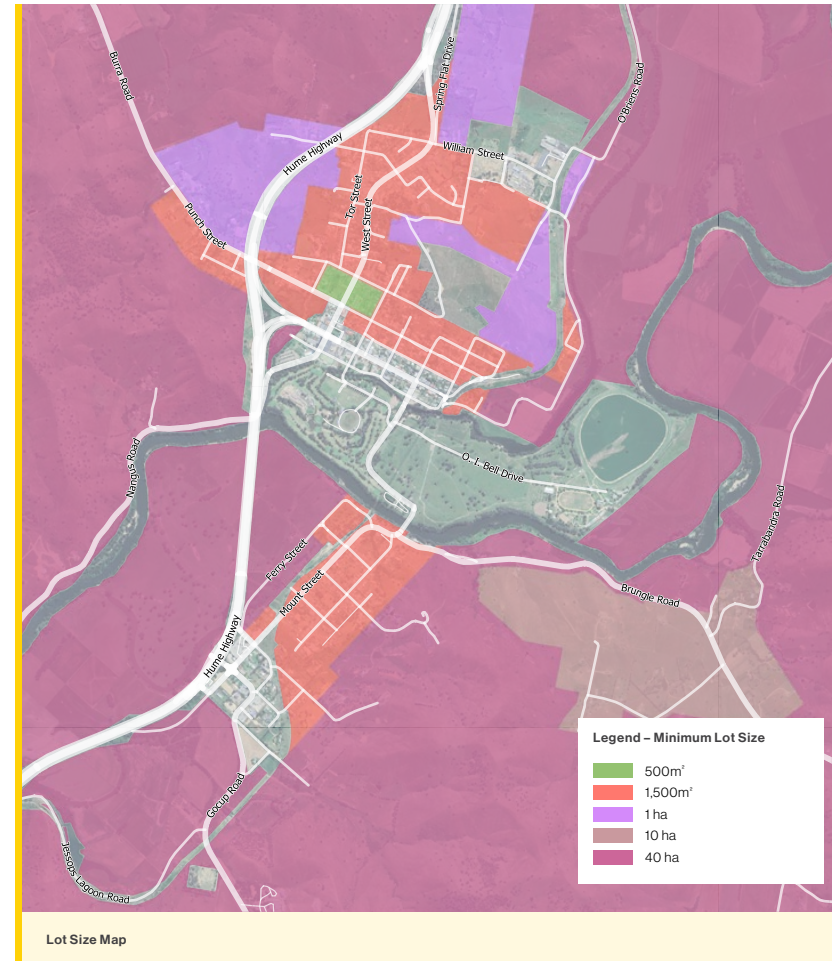 Burra Road
Spring Flat Drive
O'Briens Road
Hume Highway
William Street
Tor Street
West Street
Punch Street
Nangus Road
O. I. Bell Drive
Tarrabandra Road
Ferry Street
Mount Street
Brungle Road
Hume Highway
Gocup Road
Jessops Lagoon Road
Legend – Minimum Lot Size
500m²
1,500m²
1 ha
10 ha
40 ha
Lot Size Map